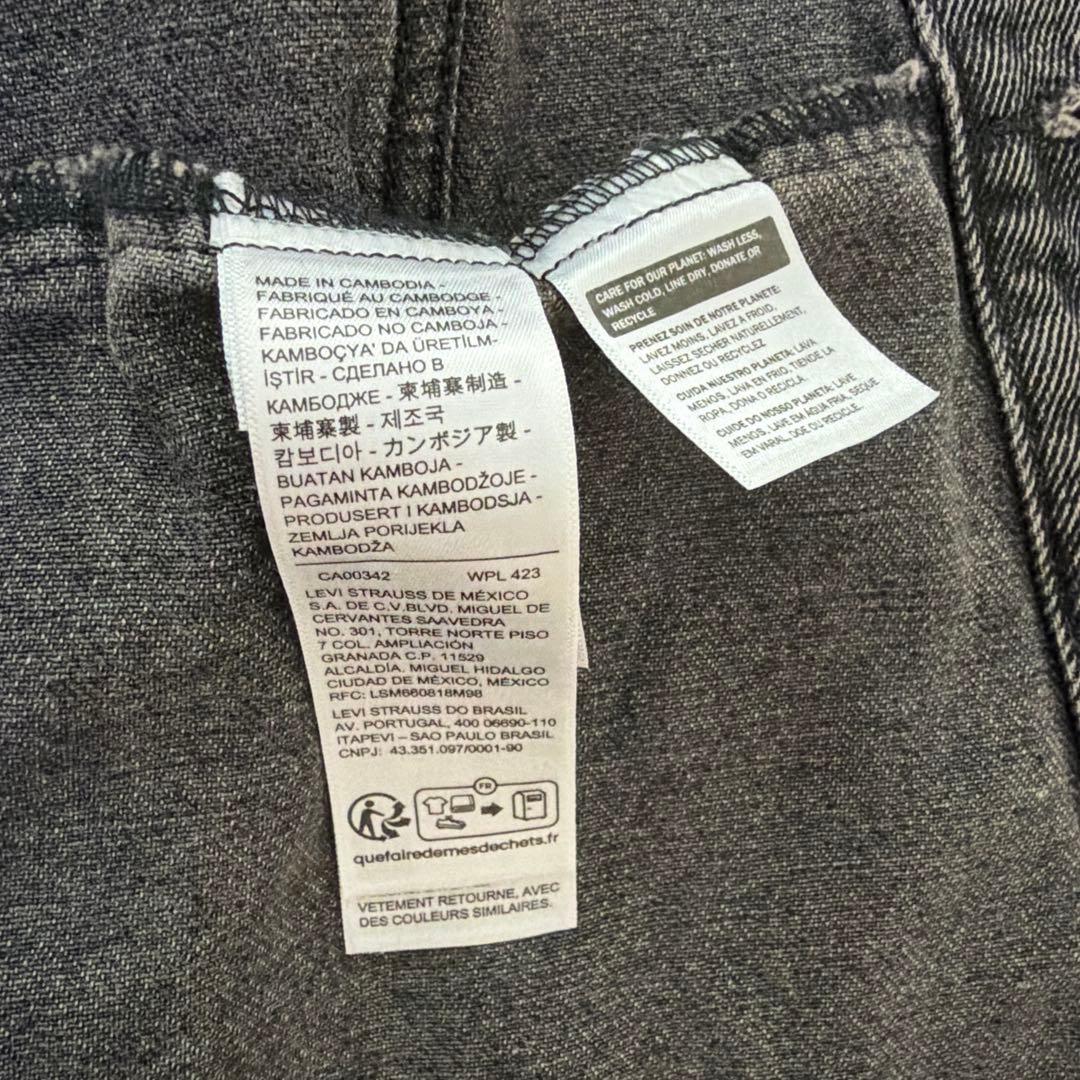 MADE IN CAMBODIA -
FABRIQUÉ AU CAMBODGE -
FABRICADO EN CAMBOYA -
FABRICADO NO CAMBOJA -
KAMBOÇYA' DA ÜRETİLM-
İŞTİR - СДЕЛАНО В
КАМБОДЖЕ - 柬埔寨制造 -
柬埔寨製 - 제조국
캄보디아 - カンボジア製 -
BUATAN KAMBOJA -
PAGAMINTA KAMBODŽOJE -
PRODUSERT I KAMBODSJA -
ZEMLJA PORIJEKLA
KAMBODŽA
CA00342 WPL 423
LEVI STRAUSS DE MÉXICO
S.A. DE C.V.BLVD. MIGUEL DE
CERVANTES SAAVEDRA
NO. 301, TORRE NORTE PISO
7 COL. AMPLIACIÓN
GRANADA C.P. 11529
ALCALDÍA. MIGUEL HIDALGO
CIUDAD DE MÉXICO, MÉXICO
RFC: LSM660818M98
LEVI STRAUSS DO BRASIL
AV. PORTUGAL, 400 06690-110
ITAPEVI – SAO PAULO BRASIL
CNPJ: 43.351.097/0001-90
FR
quefairedemesdechets.fr
VETEMENT RETOURNE, AVEC
DES COULEURS SIMILAIRES.
CARE FOR OUR PLANET: WASH LESS,
WASH COLD, LINE DRY, DONATE OR
RECYCLE
PRENEZ SOIN DE NOTRE PLANETE:
LAVEZ MOINS, LAVEZ A FROID,
LAISSEZ SECHER NATURELLEMENT,
DONNEZ OU RECYCLEZ
CUIDA NUESTRO PLANETA: LAVA
MENOS, LAVA EN FRIO, TIENDE LA
ROPA, DONA O RECICLA.
CUIDE DO NOSSO PLANETA: LAVE
MENOS, LAVE EM ÁGUA FRIA, SEQUE
EM VARAL, DOE OU RECICLE.